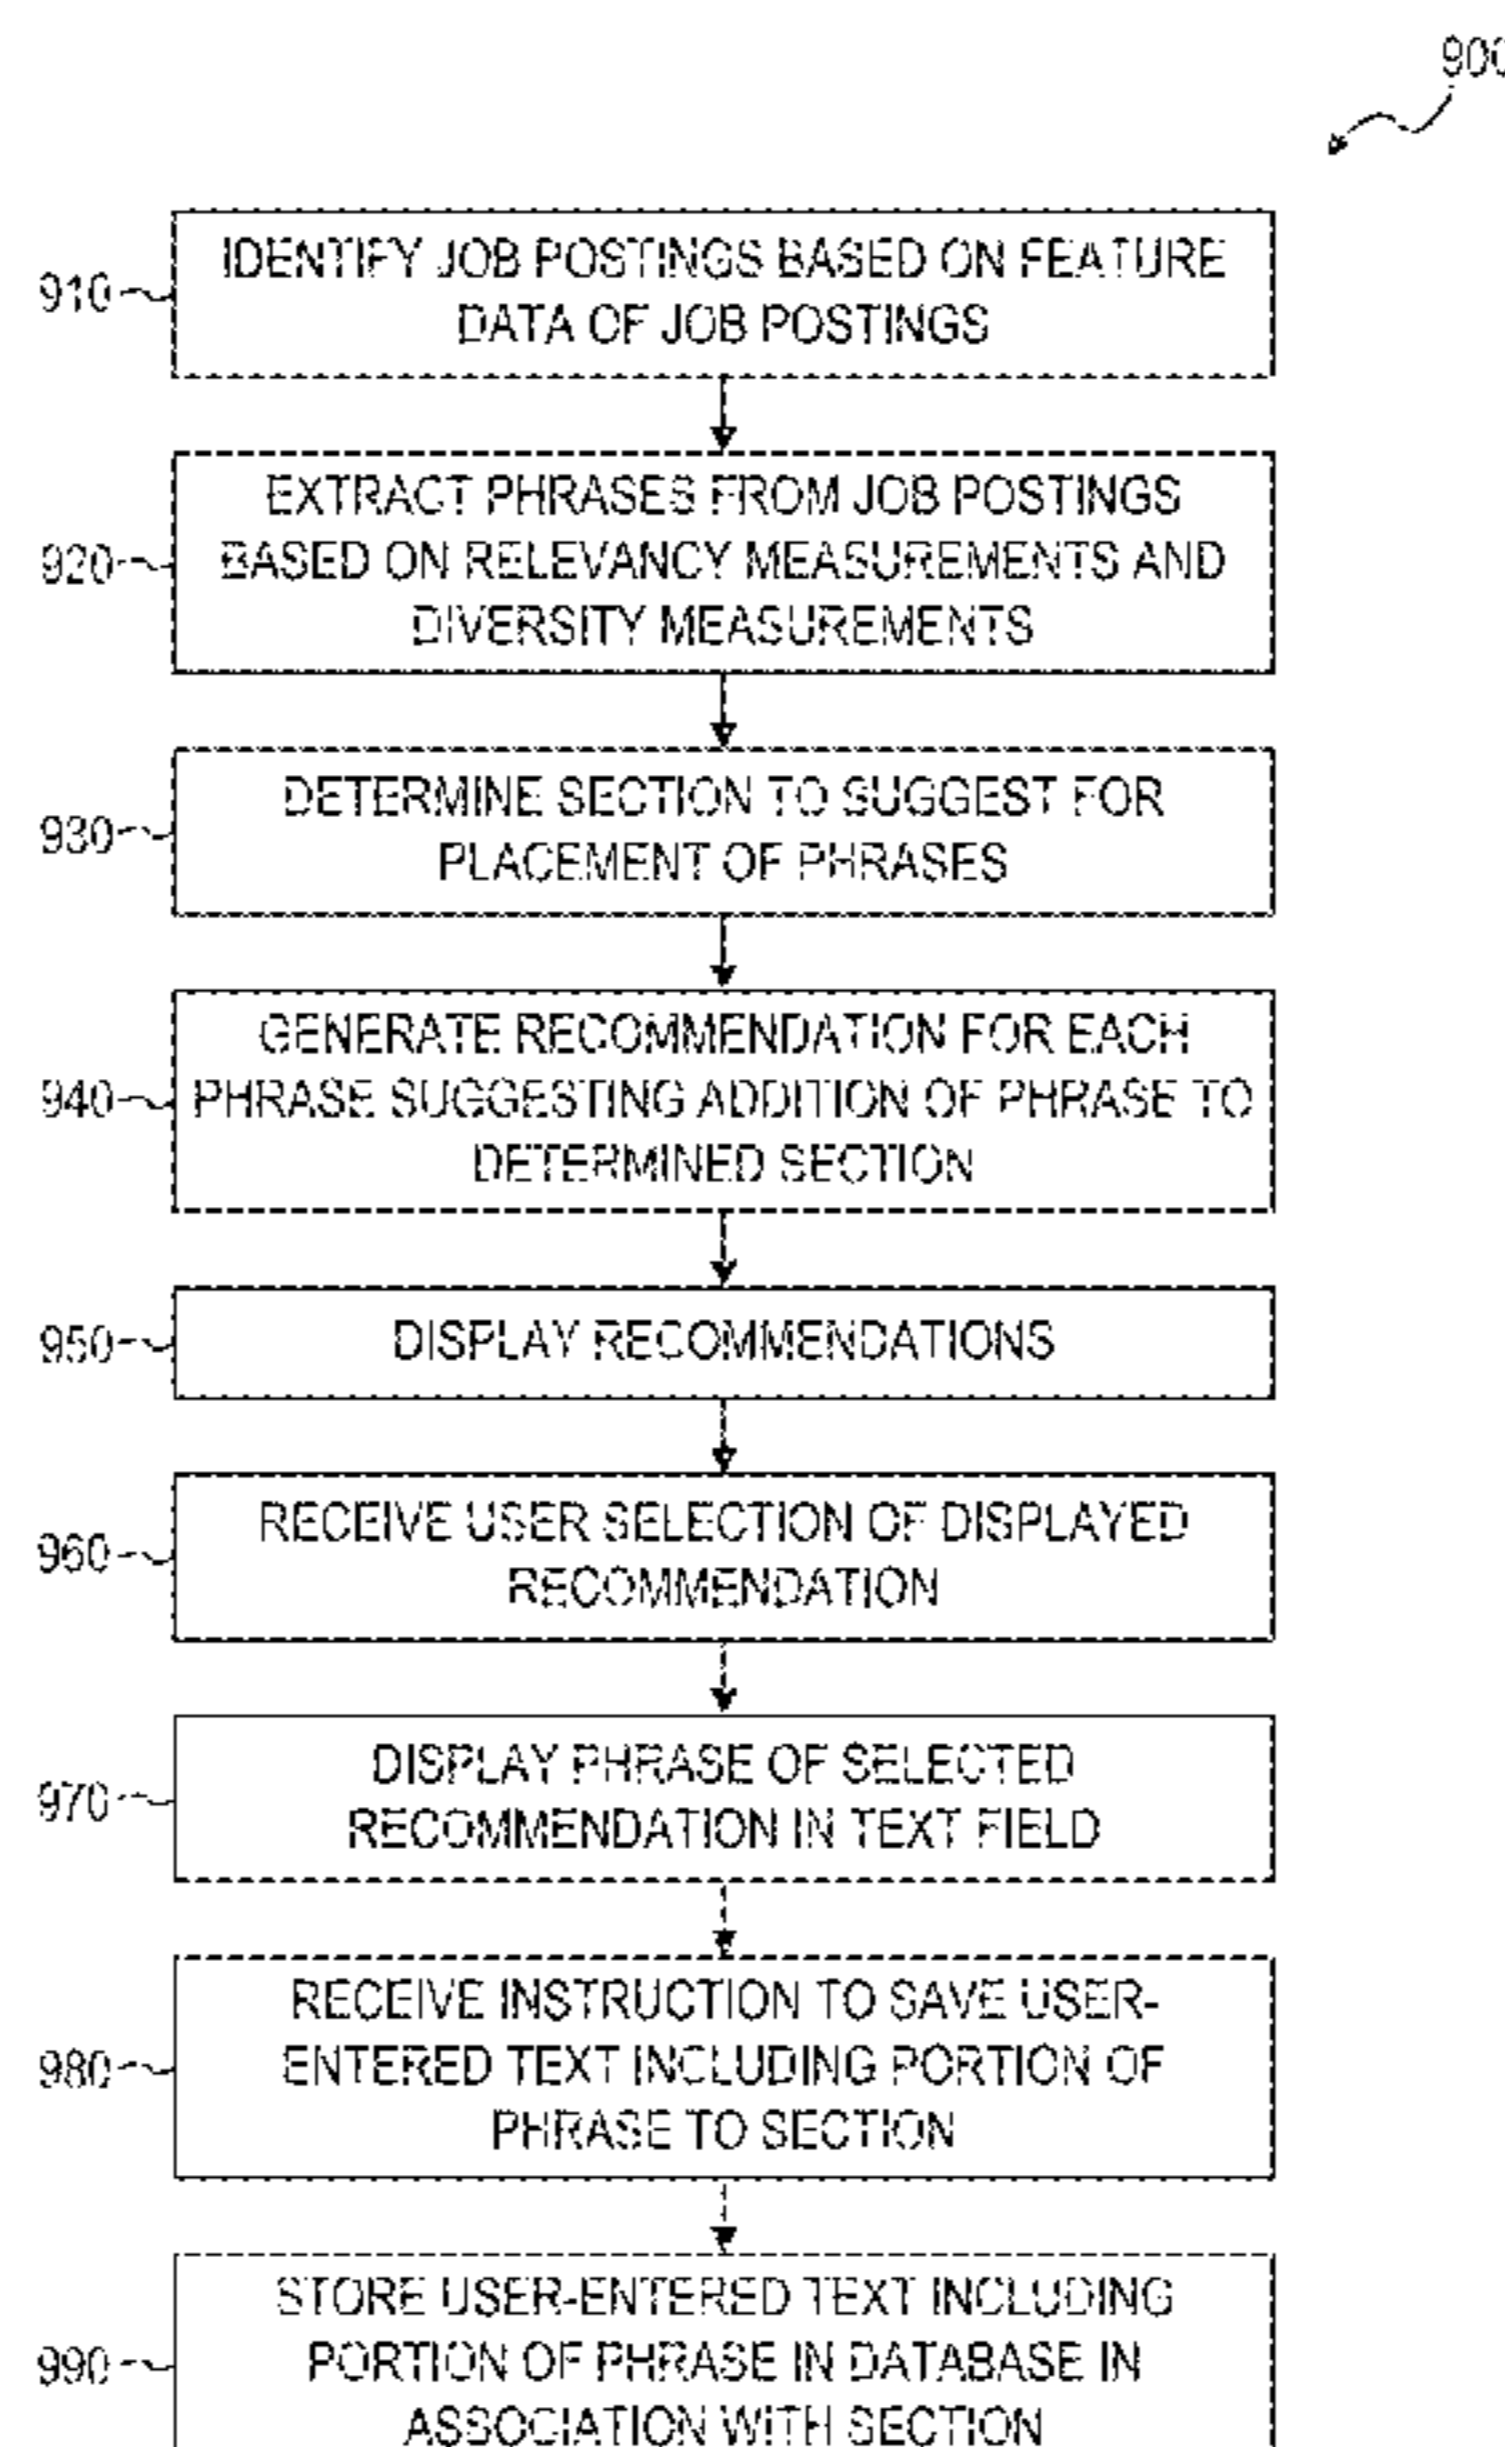 900
910
IDENTIFY JOB POSTINGS BASED ON FEATURE
DATA OF JOB POSTINGS
920
EXTRACT PHRASES FROM JOB POSTINGS
BASED ON RELEVANCY MEASUREMENTS AND
DIVERSITY MEASUREMENTS
930
DETERMINE SECTION TO SUGGEST FOR
PLACEMENT OF PHRASES
940
GENERATE RECOMMENDATION FOR EACH
PHRASE SUGGESTING ADDITION OF PHRASE TO
DETERMINED SECTION
950
DISPLAY RECOMMENDATIONS
960
RECEIVE USER SELECTION OF DISPLAYED
RECOMMENDATION
970
DISPLAY PHRASE OF SELECTED
RECOMMENDATION IN TEXT FIELD
980
RECEIVE INSTRUCTION TO SAVE USER-
ENTERED TEXT INCLUDING PORTION OF
PHRASE TO SECTION
990
STORE USER-ENTERED TEXT INCLUDING
PORTION OF PHRASE IN DATABASE IN
ASSOCIATION WITH SECTION